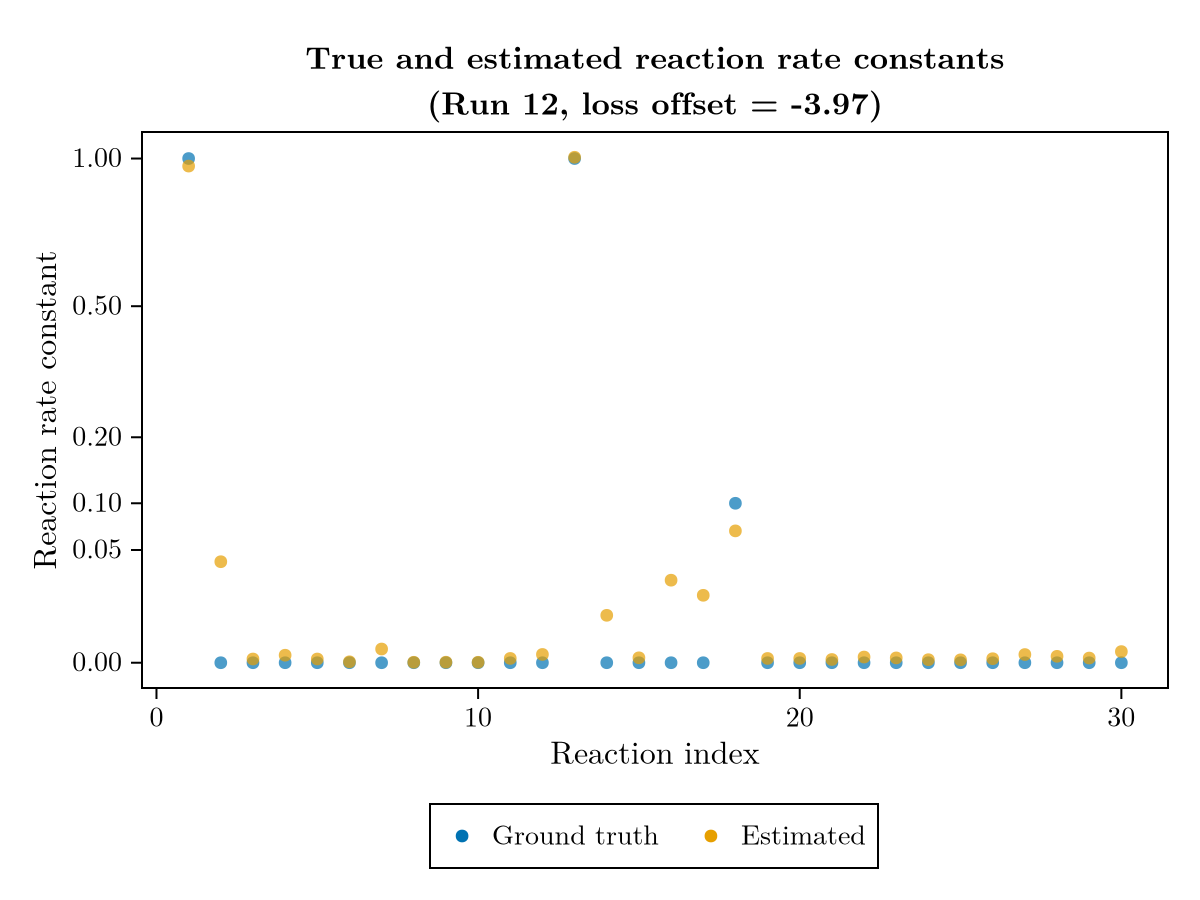 True and estimated reaction rate constants
(Run 12, loss offset = -3.97)
Reaction rate constant
1.00
0.50
0.20
0.10
0.05
0.00
0
10
20
30
Reaction index
Ground truth
Estimated